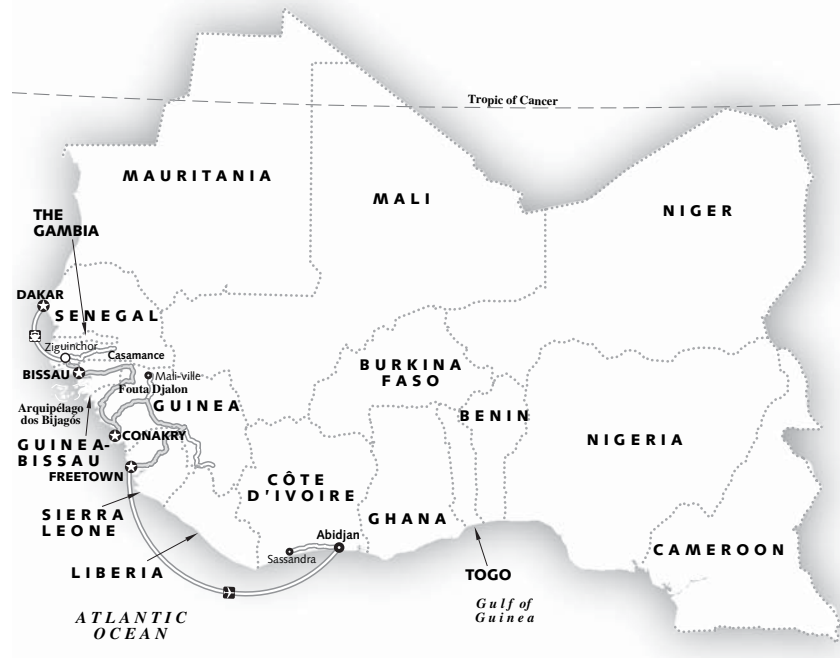 Tropic of Cancer
MAURITANIA
MALI
NIGER
THE
GAMBIA
DAKAR
SENEGAL
Ziguinchor
Casamance
BISSAU
Mali-ville
Fouta Djalon
BURKINA
FASO
Arquipélago
dos Bijagós
GUINEA
BENIN
CONAKRY
GUINEA-
BISSAU
NIGERIA
FREETOWN
CÔTE
D'IVOIRE
SIERRA
LEONE
GHANA
Abidjan
Sassandra
CAMEROON
LIBERIA
TOGO
Gulf of
Guinea
ATLANTIC
OCEAN